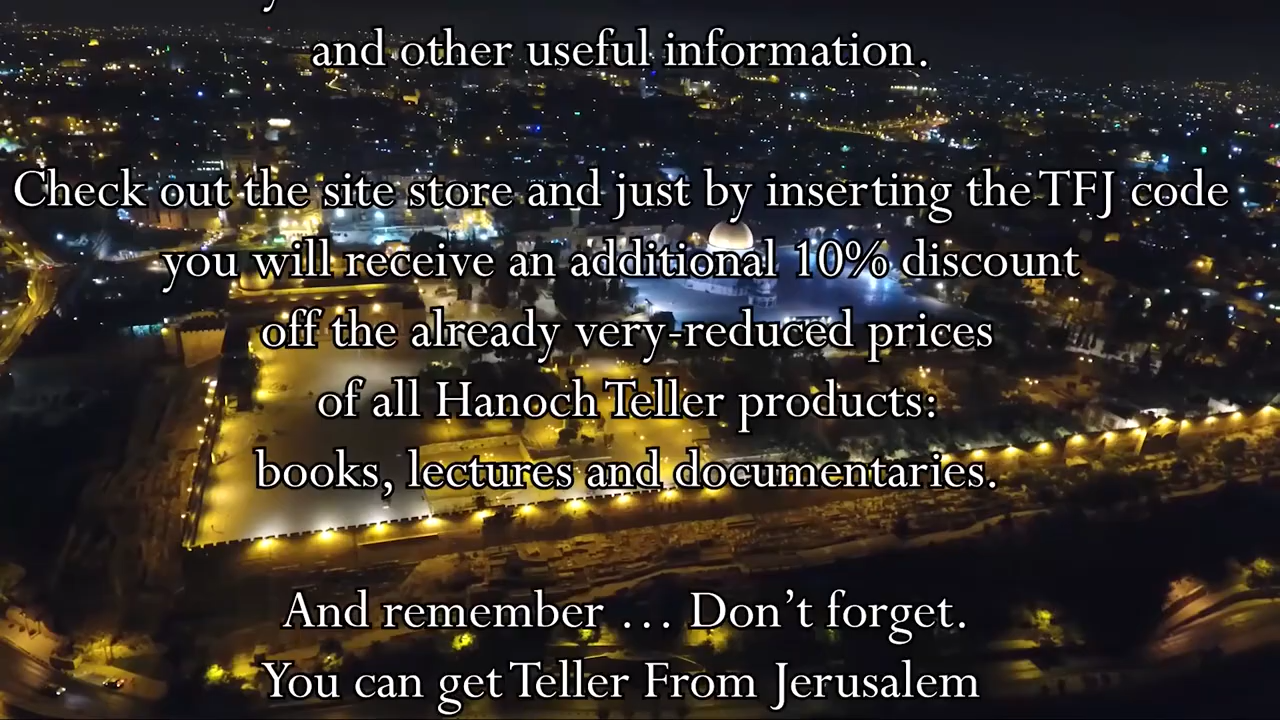 and other useful information.
Check out the site store and just by inserting the TFJ code
you will receive an additional 10% discount
off the already very-reduced prices
of all Hanoch Teller products:
books, lectures and documentaries.
And remember … Don’t forget.
You can get Teller From Jerusalem